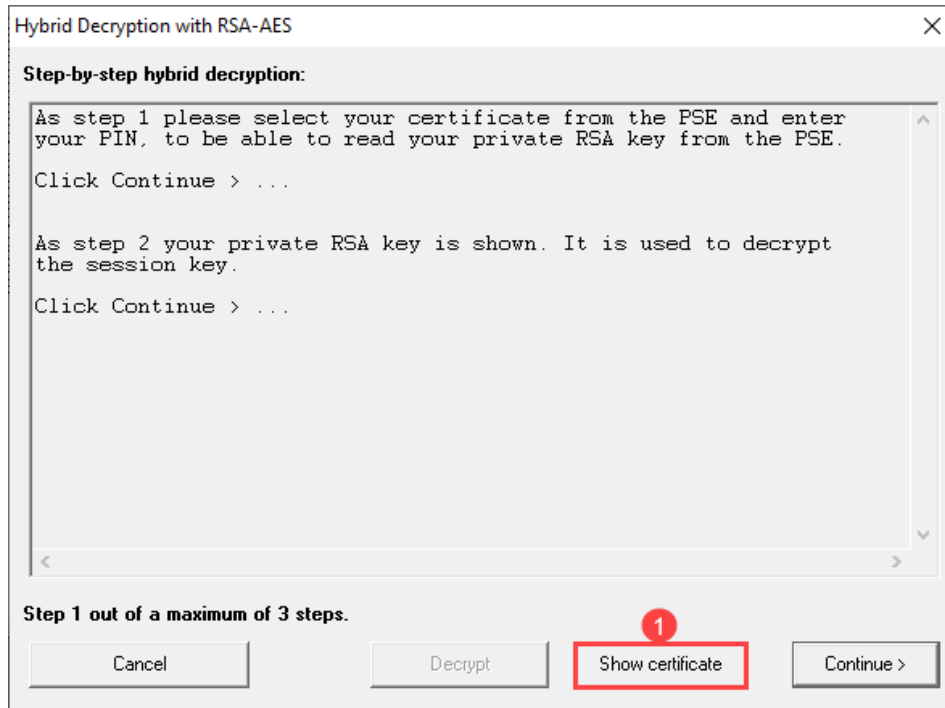 Hybrid Decryption with RSA-AES
Step-by-step hybrid decryption:
As step 1 please select your certificate from the PSE and enter
your PIN, to be able to read your private RSA key from the PSE.
Click Continue > ...
As step 2 your private RSA key is shown. It is used to decrypt
the session key.
Click Continue > ...
Step 1 out of a maximum of 3 steps.
1
Cancel
Decrypt
Show certificate
Continue >